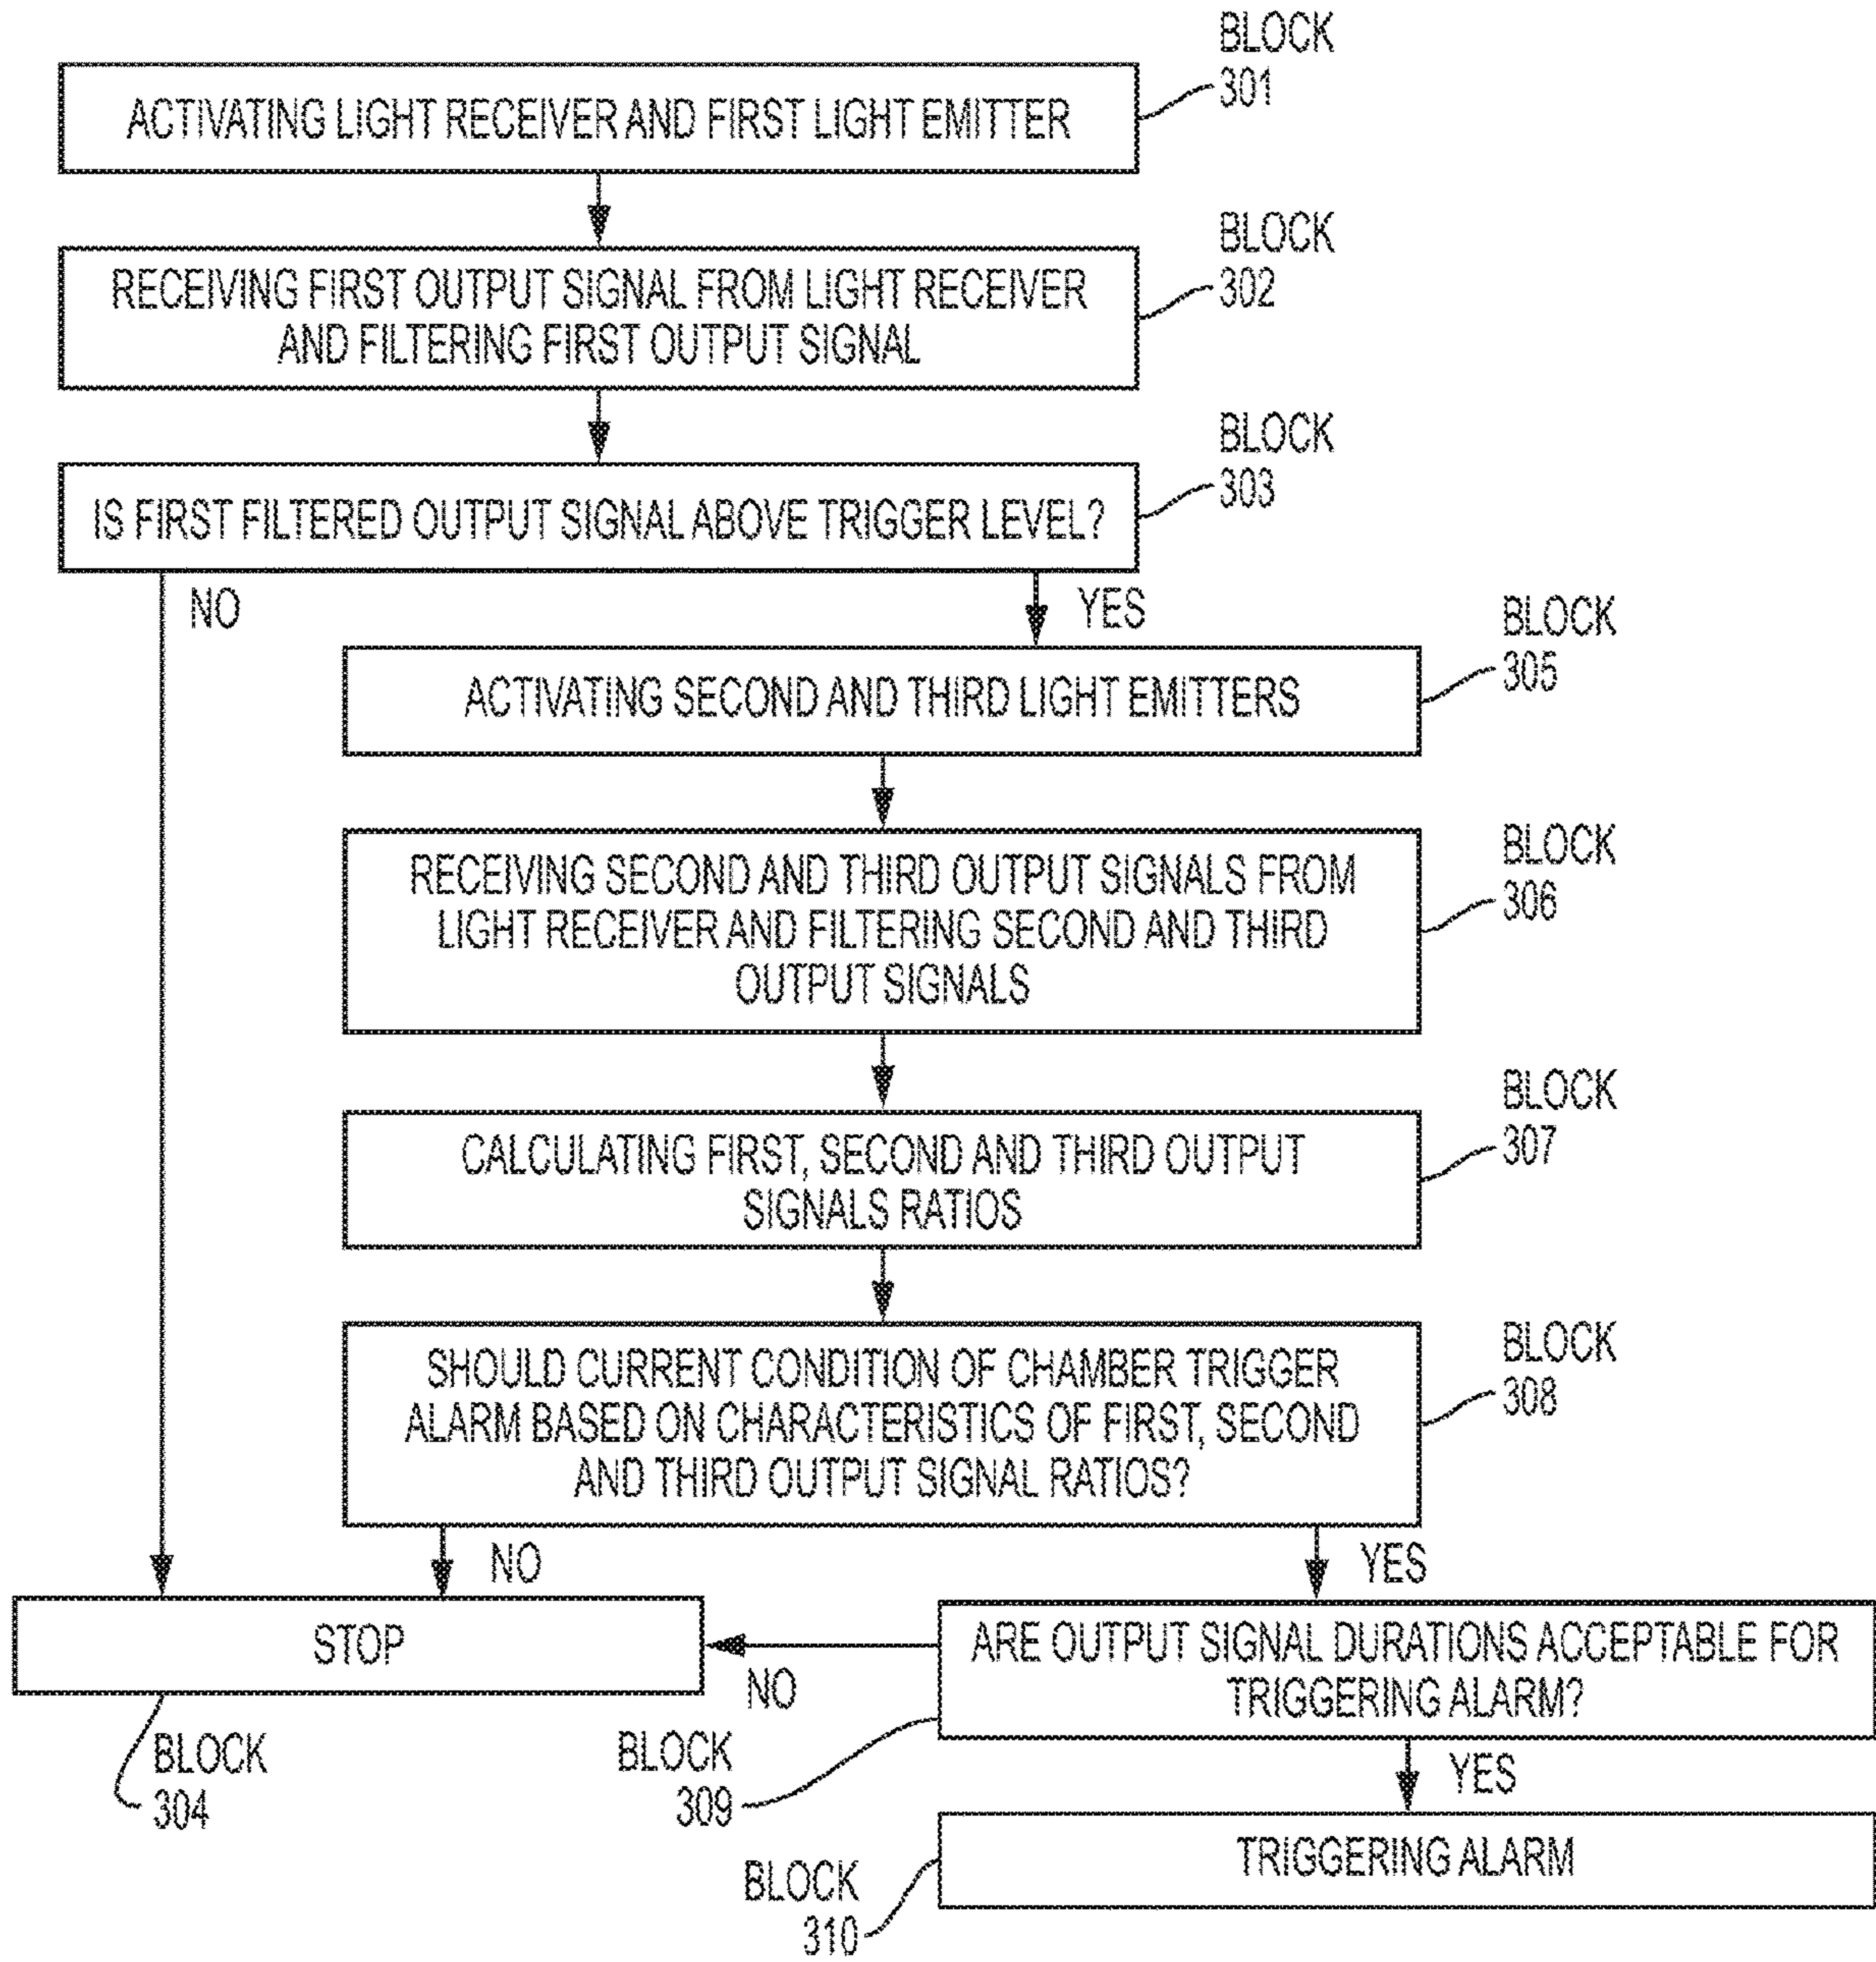 BLOCK
301
ACTIVATING LIGHT RECEIVER AND FIRST LIGHT EMITTER
BLOCK
302
RECEIVING FIRST OUTPUT SIGNAL FROM LIGHT RECEIVER
AND FILTERING FIRST OUTPUT SIGNAL
BLOCK
303
IS FIRST FILTERED OUTPUT SIGNAL ABOVE TRIGGER LEVEL?
NO
YES
BLOCK
305
ACTIVATING SECOND AND THIRD LIGHT EMITTERS
BLOCK
306
RECEIVING SECOND AND THIRD OUTPUT SIGNALS FROM
LIGHT RECEIVER AND FILTERING SECOND AND THIRD
OUTPUT SIGNALS
BLOCK
307
CALCULATING FIRST, SECOND AND THIRD OUTPUT
SIGNALS RATIOS
BLOCK
308
SHOULD CURRENT CONDITION OF CHAMBER TRIGGER
ALARM BASED ON CHARACTERISTICS OF FIRST, SECOND
AND THIRD OUTPUT SIGNAL RATIOS?
NO
YES
STOP
NO
ARE OUTPUT SIGNAL DURATIONS ACCEPTABLE FOR
TRIGGERING ALARM?
BLOCK
304
BLOCK
309
YES
TRIGGERING ALARM
BLOCK
310